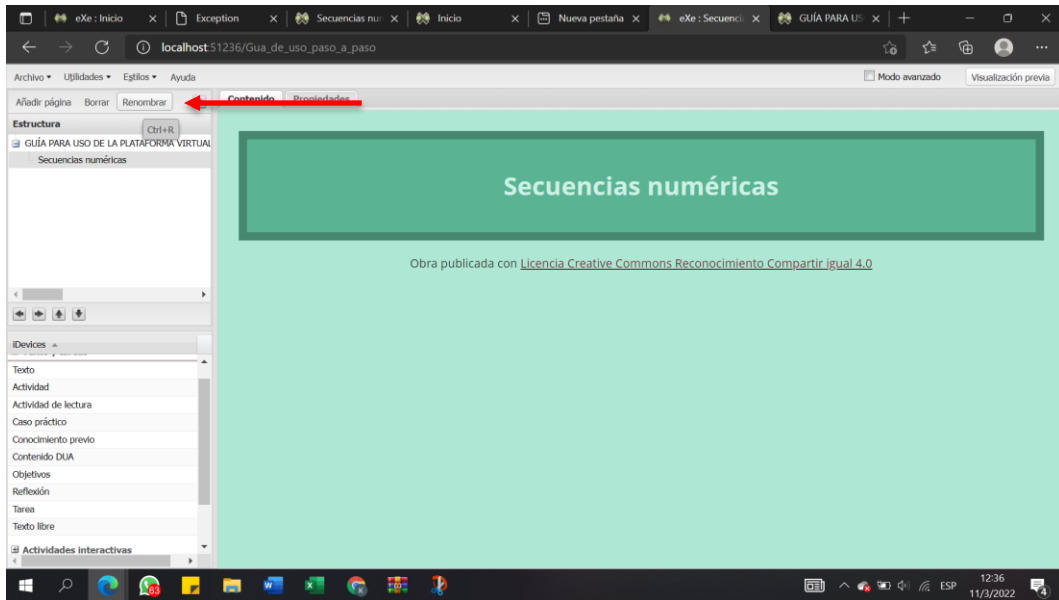 eXe : Inicio
Exception
Secuencias nu
Inicio
Nueva pestaña
eXe : Secuenci
GUÍA PARA US
localhost:51236/Gua_de_uso_paso_a_paso
Archivo Utilidades Estilos Ayuda
Modo avanzado Visualización previa
Añadir página Borrar Renombrar
Contenido Propiedades
Estructura
Ctrl+R
GUÍA PARA USO DE LA PLATAFORMA VIRTUAL
Secuencias numéricas
Secuencias numéricas
Obra publicada con Licencia Creative Commons Reconocimiento Compartir igual 4.0
iDevices
Texto
Actividad
Actividad de lectura
Caso práctico
Conocimiento previo
Contenido DUA
Objetivos
Reflexión
Tarea
Texto libre
Actividades interactivas
63
ESP
12:36
11/3/2022
4